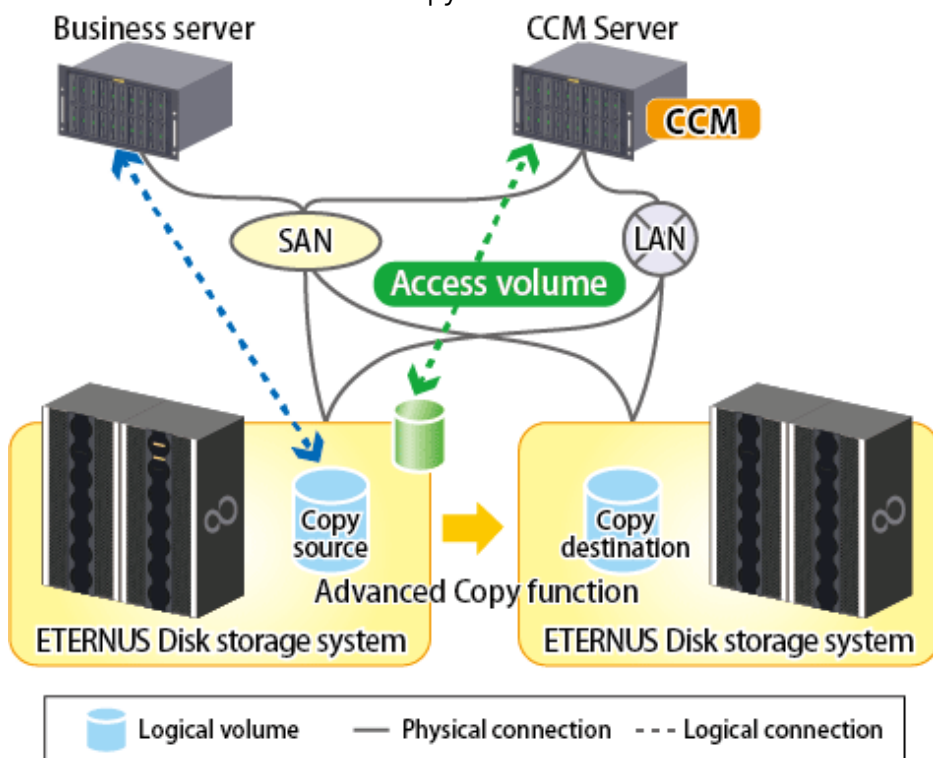 Business server
CCM Server
CCM
SAN
LAN
Access volume
Copy
source
Copy
destination
Advanced Copy function
ETERNUS Disk storage system
ETERNUS Disk storage system
Logical volume
Physical connection
Logical connection